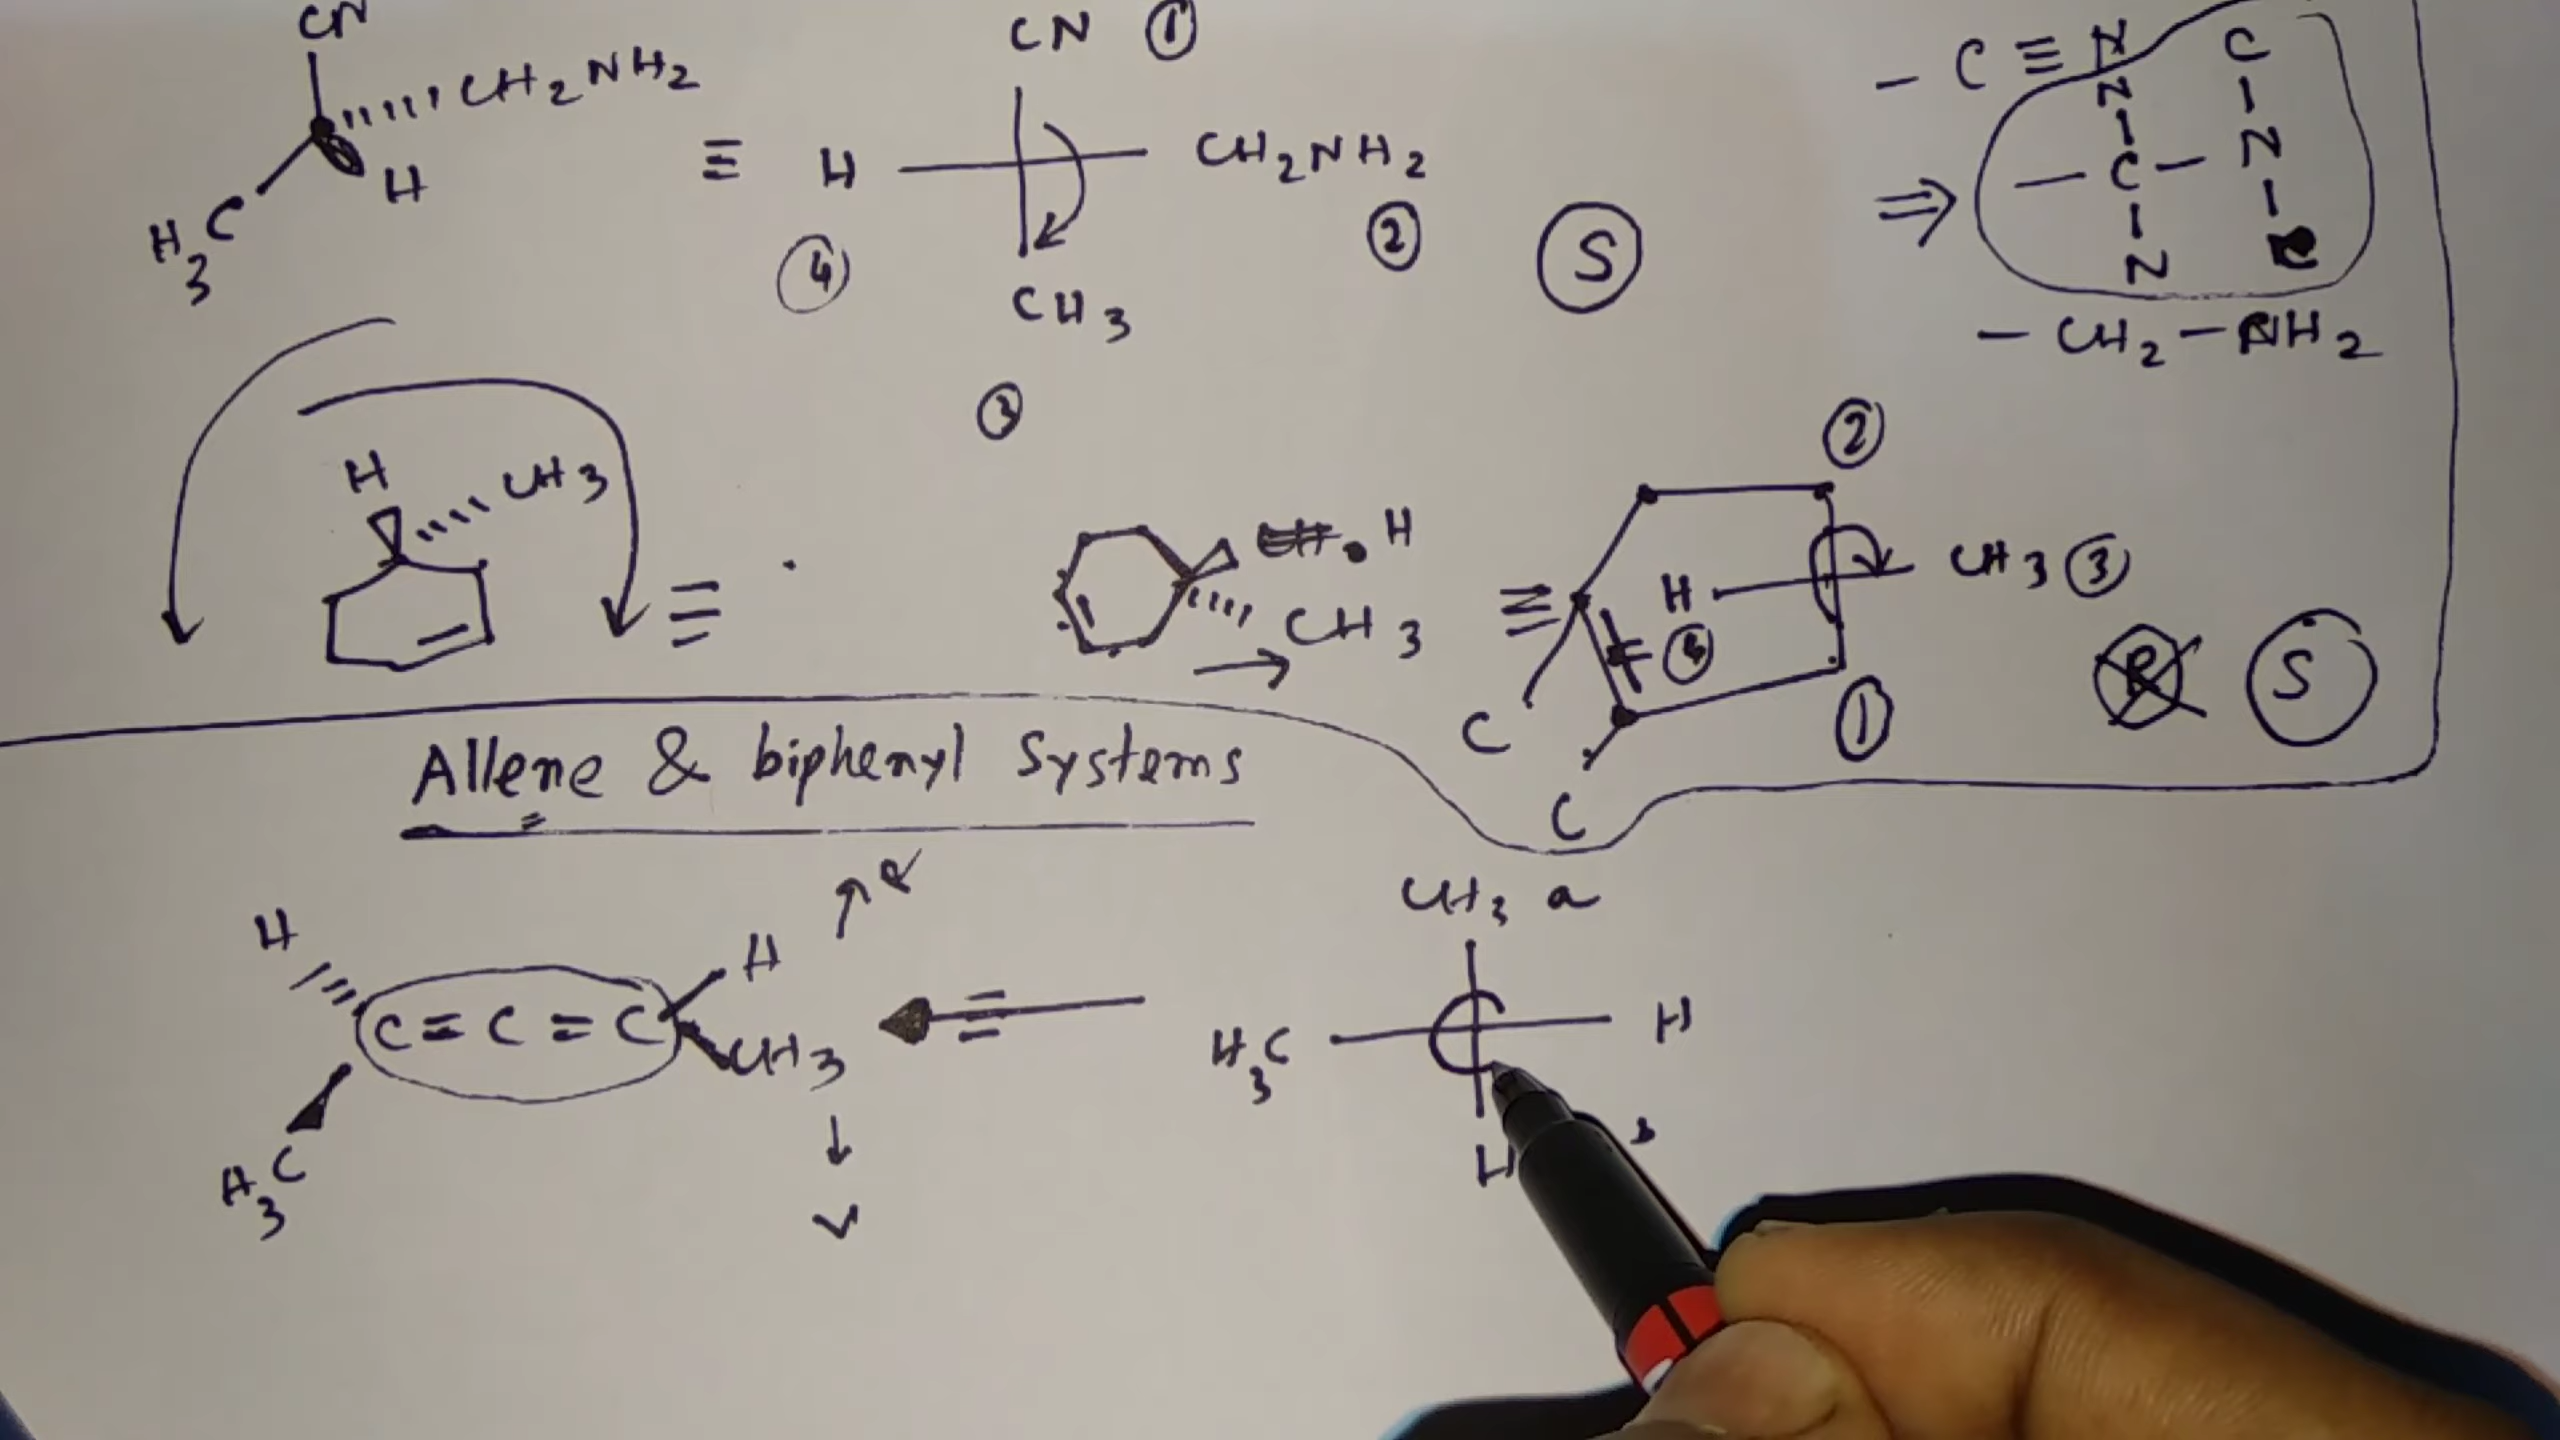 CN
CH2NH2
H
H3C
≡
CN ①
H
CH2NH2
④
②
CH3
③
S
- C ≡ N
⇒
N C
- C - N
N C
- CH2 - NH2
H
CH3
≡
H
CH3
≡
②
H
CH3 ③
④
C
①
C
R
S
Allene & biphenyl Systems
H
C = C = C
H
CH3
H3C
≡
CH3 a
H3C
H
H